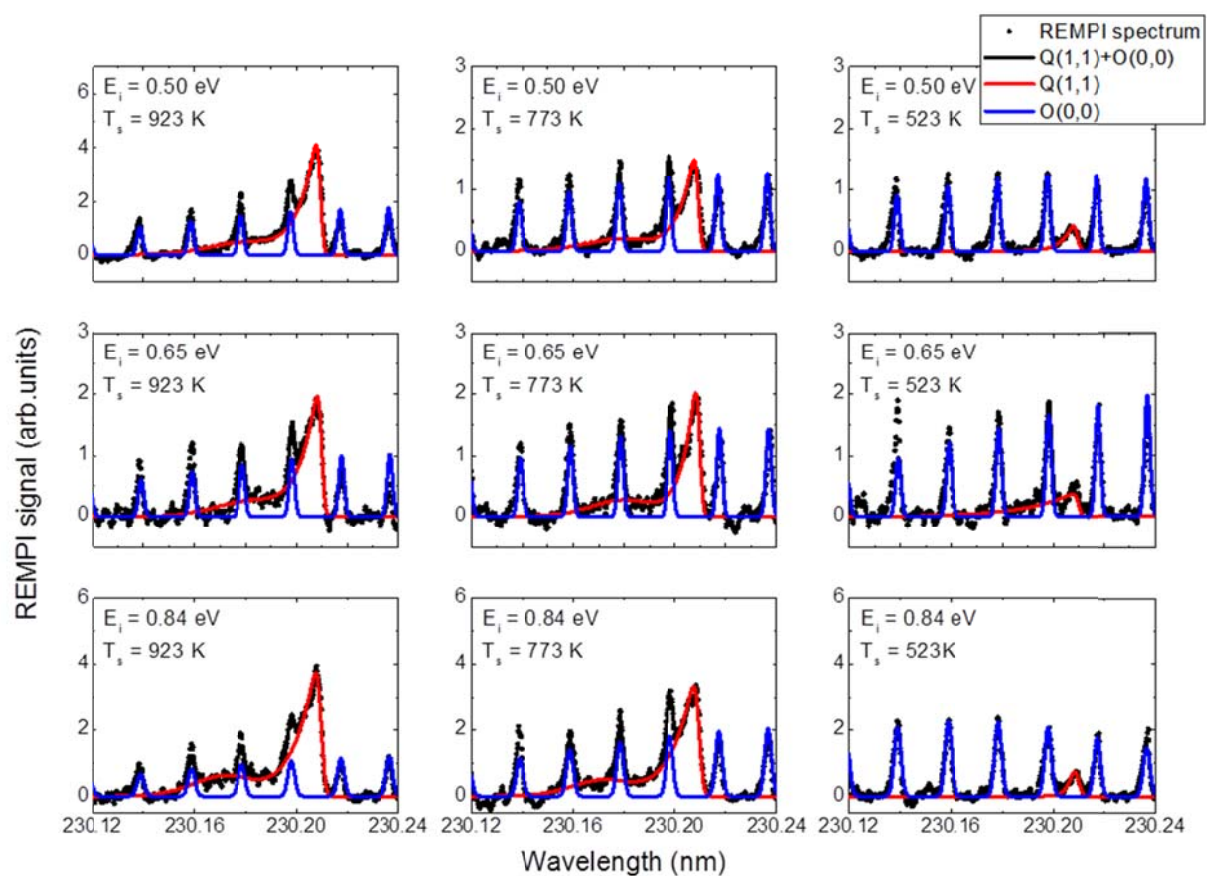 REMPI spectrum
Q(1,1)+O(0,0)
Q(1,1)
O(0,0)
E_i = 0.50 eV
T_s = 923 K
6
4
2
0
E_i = 0.50 eV
T_s = 773 K
3
2
1
0
E_i = 0.50 eV
T_s = 523 K
3
2
1
0
E_i = 0.65 eV
T_s = 923 K
3
2
1
0
E_i = 0.65 eV
T_s = 773 K
3
2
1
0
E_i = 0.65 eV
T_s = 523 K
3
2
1
0
REMPI signal (arb.units)
E_i = 0.84 eV
T_s = 923 K
6
4
2
0
230.12 230.16 230.20 230.24
E_i = 0.84 eV
T_s = 773 K
6
4
2
0
230.12 230.16 230.20 230.24
E_i = 0.84 eV
T_s = 523K
6
4
2
0
230.12 230.16 230.20 230.24
Wavelength (nm)